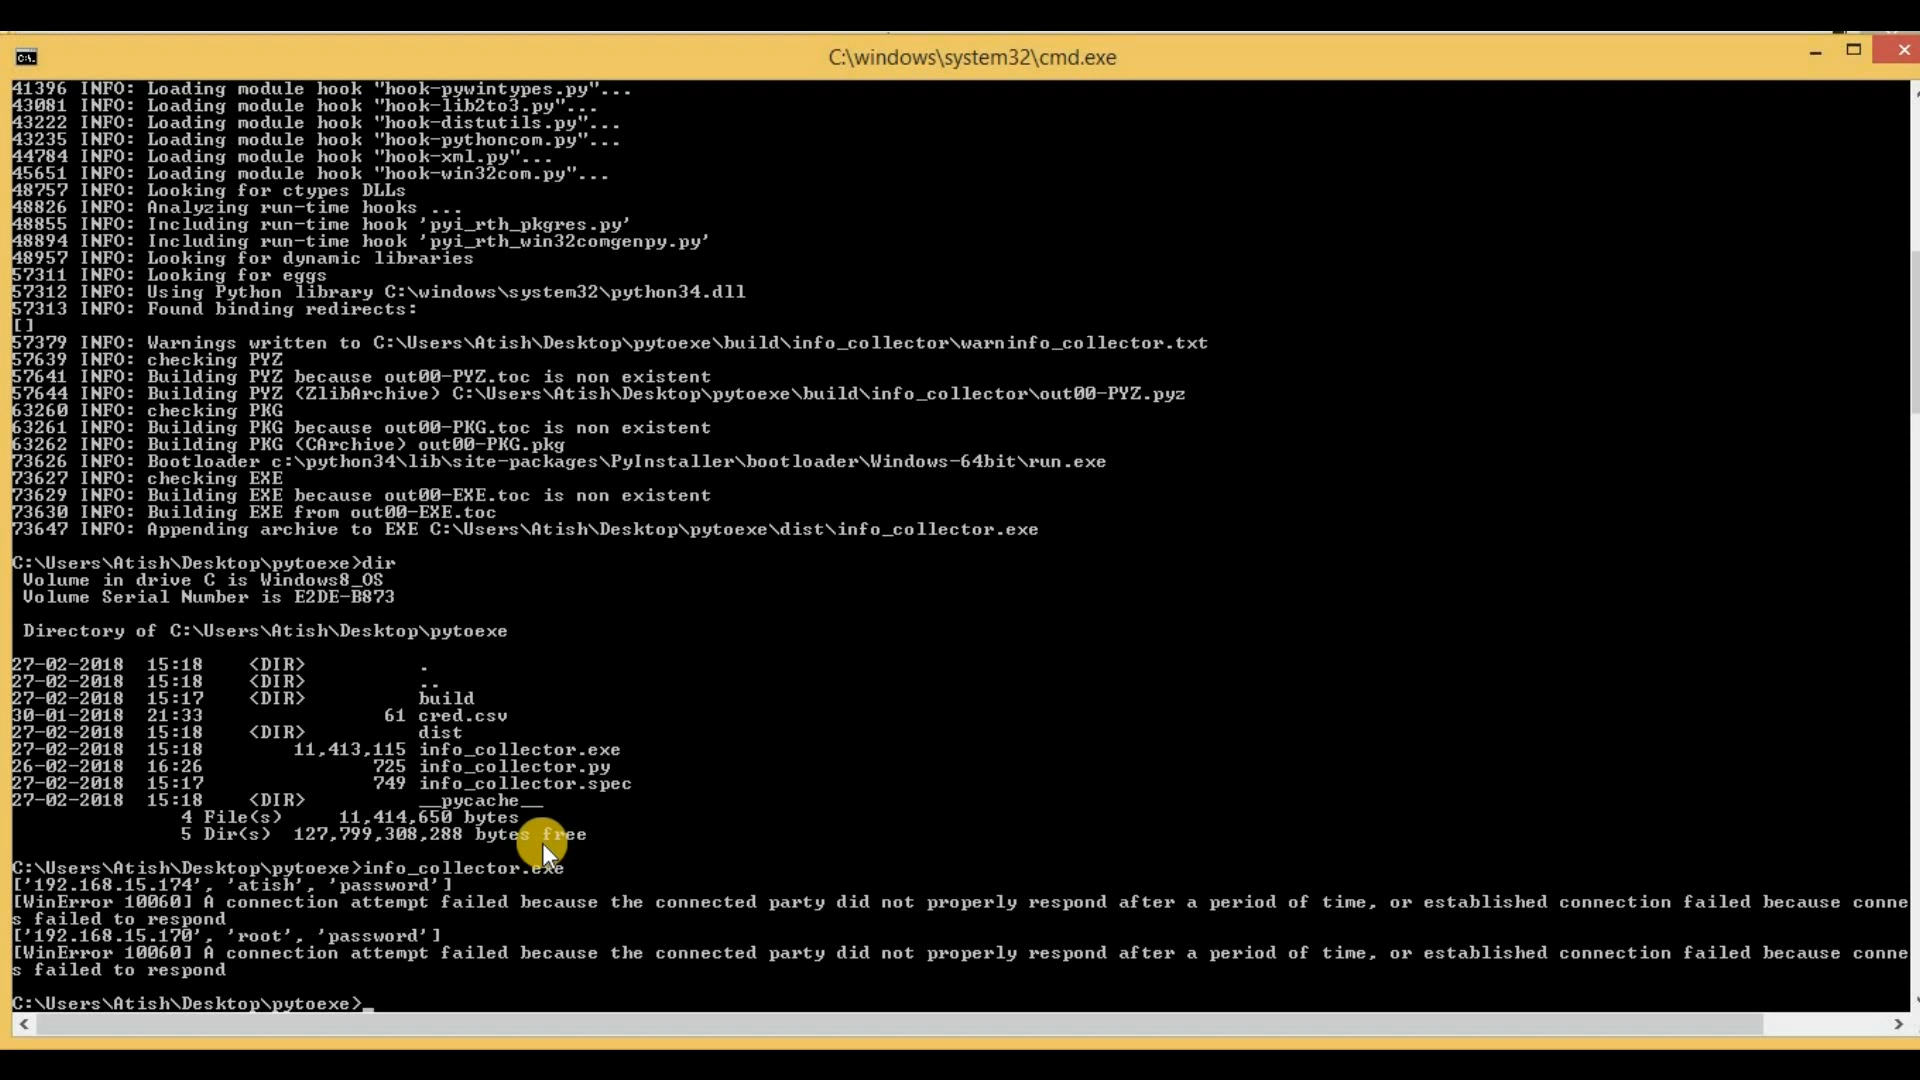 C:\windows\system32\cmd.exe
41396 INFO: Loading module hook "hook-pywintypes.py"...
43081 INFO: Loading module hook "hook-lib2to3.py"...
43222 INFO: Loading module hook "hook-distutils.py"...
43235 INFO: Loading module hook "hook-pythoncom.py"...
44784 INFO: Loading module hook "hook-xml.py"...
45651 INFO: Loading module hook "hook-win32com.py"...
48757 INFO: Looking for ctypes DLLs
48826 INFO: Analyzing run-time hooks ...
48855 INFO: Including run-time hook 'pyi_rth_pkgres.py'
48894 INFO: Including run-time hook 'pyi_rth_win32comgenpy.py'
48957 INFO: Looking for dynamic libraries
57311 INFO: Looking for eggs
57312 INFO: Using Python library C:\windows\system32\python34.dll
57313 INFO: Found binding redirects:
[]
57379 INFO: Warnings written to C:\Users\Atish\Desktop\pytoexe\build\info_collector\warninfo_collector.txt
57639 INFO: checking PYZ
57641 INFO: Building PYZ because out00-PYZ.toc is non existent
57644 INFO: Building PYZ (ZlibArchive) C:\Users\Atish\Desktop\pytoexe\build\info_collector\out00-PYZ.pyz
63260 INFO: checking PKG
63261 INFO: Building PKG because out00-PKG.toc is non existent
63262 INFO: Building PKG (CArchive) out00-PKG.pkg
73626 INFO: Bootloader c:\python34\lib\site-packages\PyInstaller\bootloader\Windows-64bit\run.exe
73627 INFO: checking EXE
73629 INFO: Building EXE because out00-EXE.toc is non existent
73630 INFO: Building EXE from out00-EXE.toc
73647 INFO: Appending archive to EXE C:\Users\Atish\Desktop\pytoexe\dist\info_collector.exe
C:\Users\Atish\Desktop\pytoexe>dir
Volume in drive C is Windows8_OS
Volume Serial Number is E2DE-B873
Directory of C:\Users\Atish\Desktop\pytoexe
27-02-2018 15:18 <DIR> .
27-02-2018 15:18 <DIR> ..
27-02-2018 15:17 <DIR> build
30-01-2018 21:33 61 cred.csv
27-02-2018 15:18 <DIR> dist
27-02-2018 15:18 11,413,115 info_collector.exe
26-02-2018 16:26 725 info_collector.py
27-02-2018 15:17 749 info_collector.spec
27-02-2018 15:18 <DIR> __pycache__
4 File(s) 11,414,650 bytes
5 Dir(s) 127,799,308,288 bytes free
C:\Users\Atish\Desktop\pytoexe>info_collector.exe
['192.168.15.174', 'atish', 'password']
[WinError 10060] A connection attempt failed because the connected party did not properly respond after a period of time, or established connection failed because conne
s failed to respond
['192.168.15.170', 'root', 'password']
[WinError 10060] A connection attempt failed because the connected party did not properly respond after a period of time, or established connection failed because conne
s failed to respond
C:\Users\Atish\Desktop\pytoexe>_